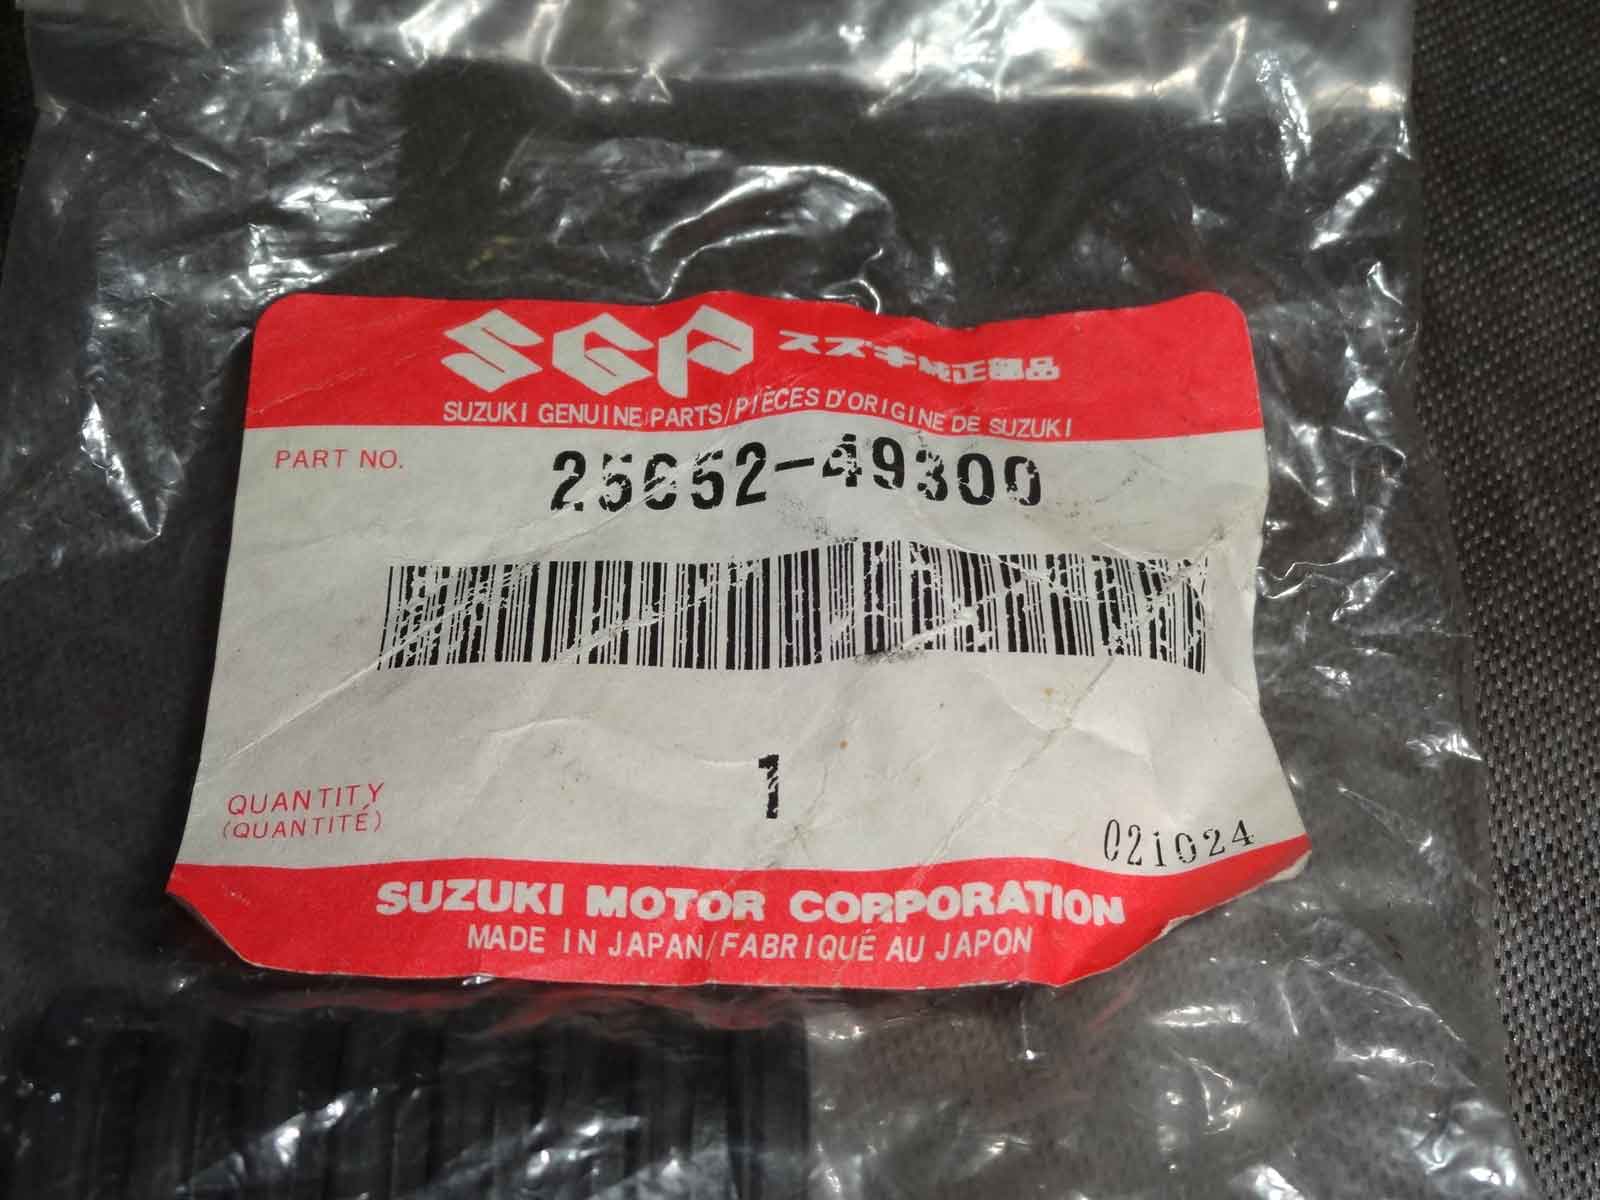 SGP スズキ純正部品
SUZUKI GENUINE PARTS/PIÈCES D'ORIGINE DE SUZUKI
PART NO. 25652-49300
1
QUANTITY
(QUANTITÉ)
021024
SUZUKI MOTOR CORPORATION
MADE IN JAPAN/FABRIQUÉ AU JAPON